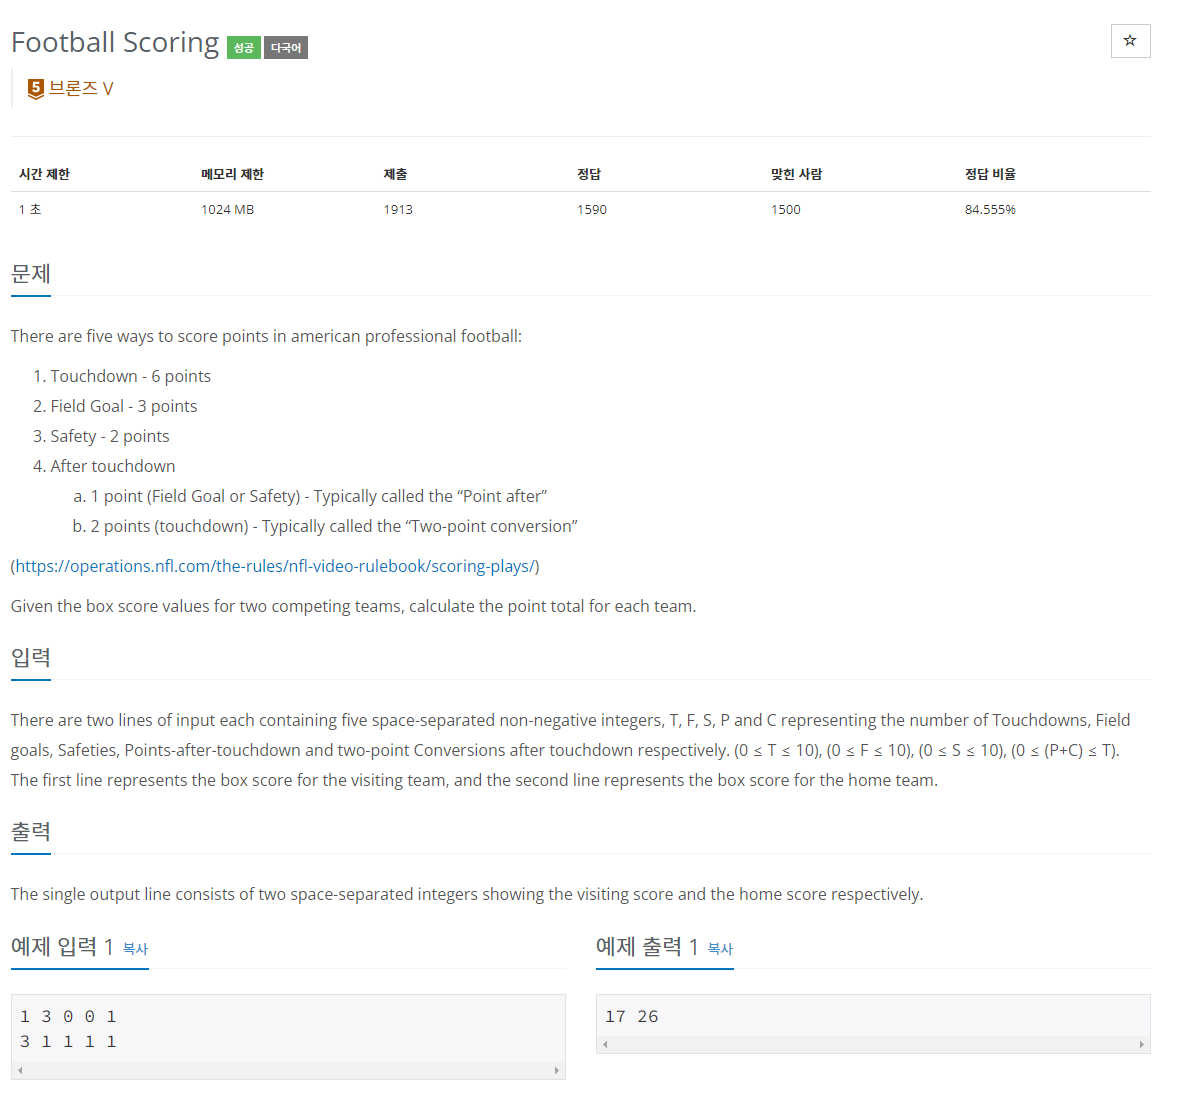 Football Scoring 성공 다국어
☆
5 브론즈 V
시간 제한 메모리 제한 제출 정답 맞힌 사람 정답 비율
1 초 1024 MB 1913 1590 1500 84.555%
문제
There are five ways to score points in american professional football:
1. Touchdown - 6 points
2. Field Goal - 3 points
3. Safety - 2 points
4. After touchdown
a. 1 point (Field Goal or Safety) - Typically called the “Point after”
b. 2 points (touchdown) - Typically called the “Two-point conversion”
(https://operations.nfl.com/the-rules/nfl-video-rulebook/scoring-plays/)
Given the box score values for two competing teams, calculate the point total for each team.
입력
There are two lines of input each containing five space-separated non-negative integers, T, F, S, P and C representing the number of Touchdowns, Field
goals, Safeties, Points-after-touchdown and two-point Conversions after touchdown respectively. (0 ≤ T ≤ 10), (0 ≤ F ≤ 10), (0 ≤ S ≤ 10), (0 ≤ (P+C) ≤ T).
The first line represents the box score for the visiting team, and the second line represents the box score for the home team.
출력
The single output line consists of two space-separated integers showing the visiting score and the home score respectively.
예제 입력 1 복사
1 3 0 0 1
3 1 1 1 1
예제 출력 1 복사
17 26